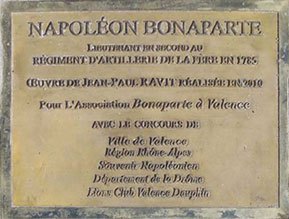 NAPOLÉON BONAPARTE
LIEUTENANT EN SECOND AU
RÉGIMENT D'ARTILLERIE DE LA FERE EN 1785
ŒUVRE DE JEAN-PAUL RAVIT RÉALISÉE EN 2010
POUR L'ASSOCIATION Bonaparte à Valence
AVEC LE CONCOURS DE
Ville de Valence
Région Rhône-Alpes
Souvenir Napoléonien
Département de la Drôme
Lions Club Valence Dauphin